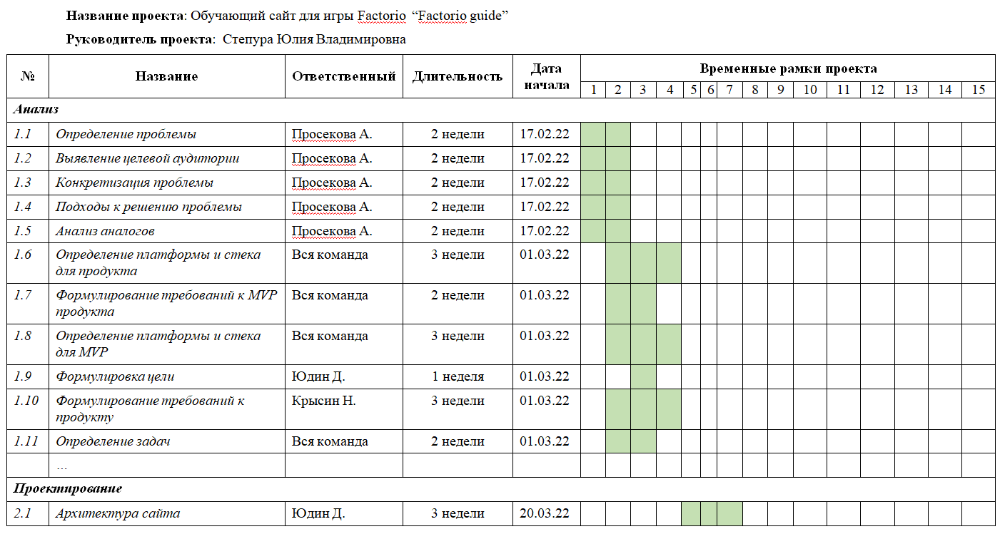 Название проекта: Обучающий сайт для игры Factorio “Factorio guide”
Руководитель проекта: Степура Юлия Владимировна
№ Название Ответственный Длительность Дата начала Временные рамки проекта
1 2 3 4 5 6 7 8 9 10 11 12 13 14 15
Анализ
1.1 Определение проблемы Просекова А. 2 недели 17.02.22
1.2 Выявление целевой аудитории Просекова А. 2 недели 17.02.22
1.3 Конкретизация проблемы Просекова А. 2 недели 17.02.22
1.4 Подходы к решению проблемы Просекова А. 2 недели 17.02.22
1.5 Анализ аналогов Просекова А. 2 недели 17.02.22
1.6 Определение платформы и стека Вся команда 3 недели 01.03.22
для продукта
1.7 Формулирование требований к MVP Вся команда 2 недели 01.03.22
продукта
1.8 Определение платформы и стека Вся команда 3 недели 01.03.22
для MVP
1.9 Формулировка цели Юдин Д. 1 неделя 01.03.22
1.10 Формулирование требований к Крысин Н. 3 недели 01.03.22
продукту
1.11 Определение задач Вся команда 2 недели 01.03.22
...
Проектирование
2.1 Архитектура сайта Юдин Д. 3 недели 20.03.22